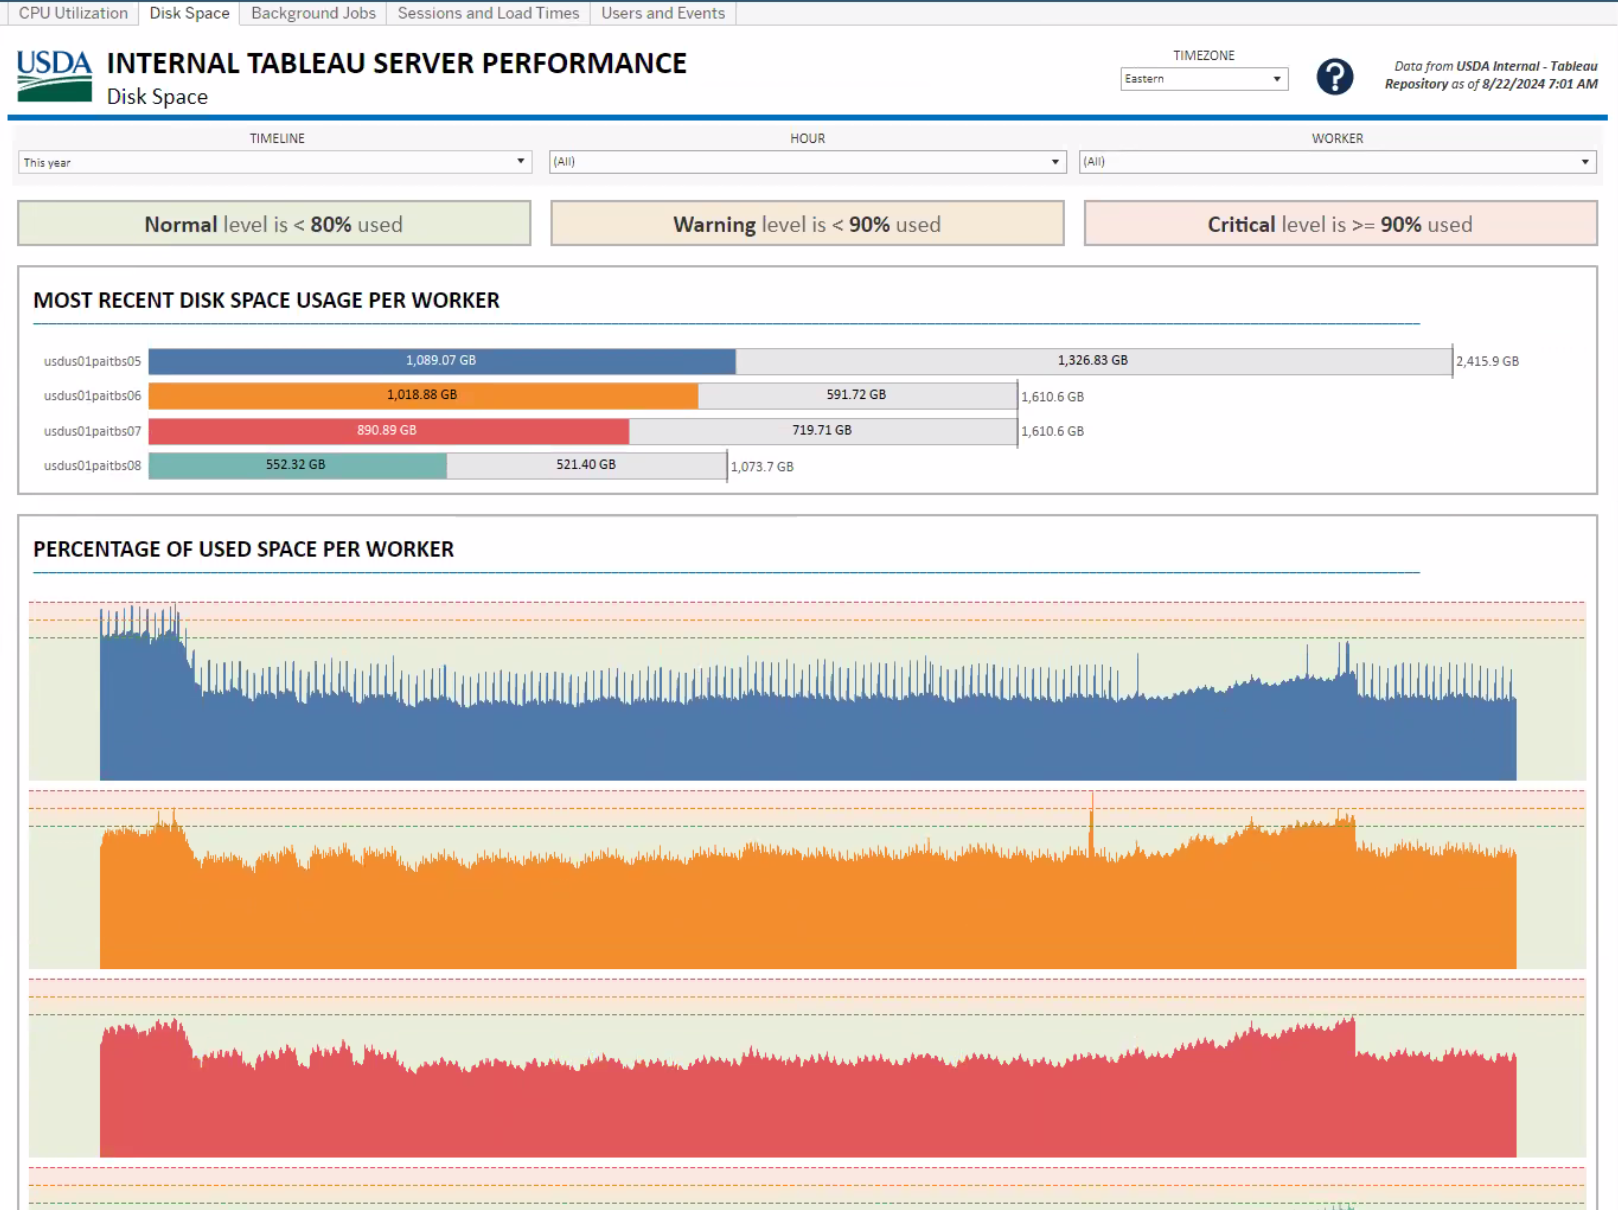 CPU Utilization
Disk Space
Background Jobs
Sessions and Load Times
Users and Events
USDA
INTERNAL TABLEAU SERVER PERFORMANCE
Disk Space
TIMEZONE
Eastern
?
Data from USDA Internal - Tableau
Repository as of 8/22/2024 7:01 AM
TIMELINE
This year
HOUR
(All)
WORKER
(All)
Normal level is < 80% used
Warning level is < 90% used
Critical level is >= 90% used
MOST RECENT DISK SPACE USAGE PER WORKER
usdus01paitbs05 1,089.07 GB 1,326.83 GB 2,415.9 GB
usdus01paitbs06 1,018.88 GB 591.72 GB 1,610.6 GB
usdus01paitbs07 890.89 GB 719.71 GB 1,610.6 GB
usdus01paitbs08 552.32 GB 521.40 GB 1,073.7 GB
PERCENTAGE OF USED SPACE PER WORKER